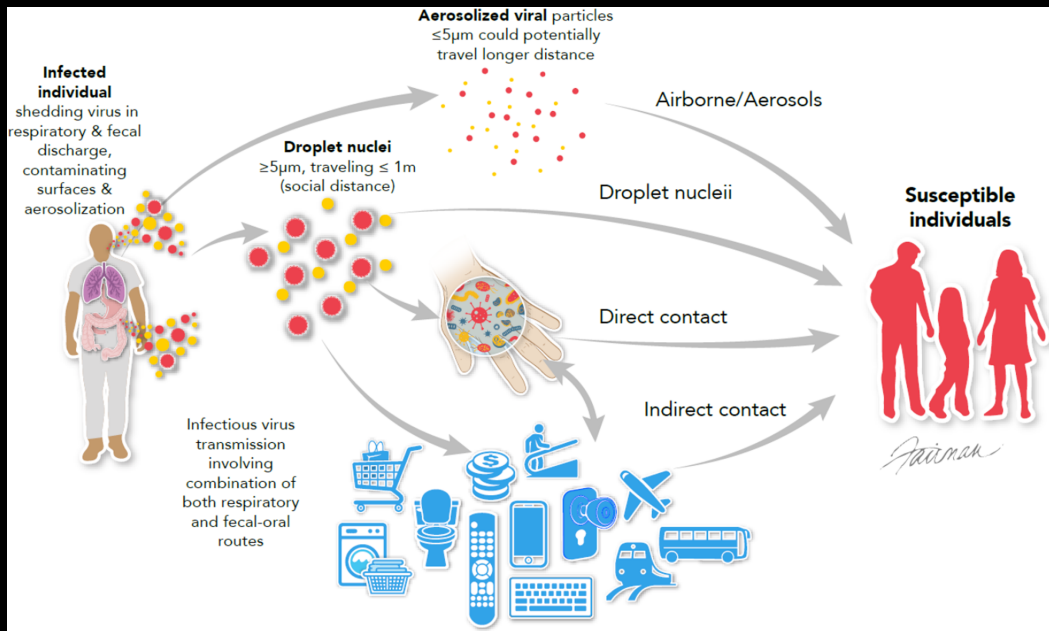 Aerosolized viral particles
≤5μm could potentially
travel longer distance
Infected
individual
shedding virus in
respiratory & fecal
discharge,
contaminating
surfaces &
aerosolization
Droplet nuclei
≥5μm, traveling ≤ 1m
(social distance)
Airborne/Aerosols
Droplet nucleii
Susceptible
individuals
Direct contact
Indirect contact
Infectious virus
transmission
involving
combination of
both respiratory
and fecal-oral
routes
$
Fairman